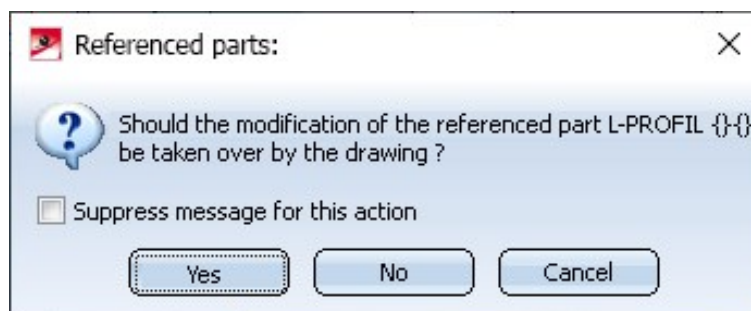 Referenced parts:
Should the modification of the referenced part L-PROFIL {}-{}
be taken over by the drawing ?
Suppress message for this action
Yes
No
Cancel